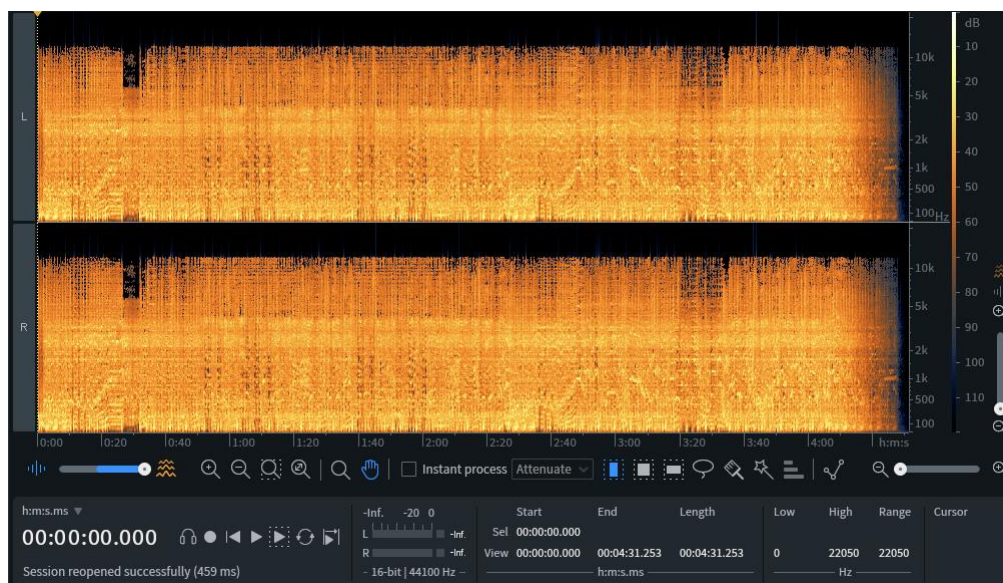 dB
10
10k
20
5k
30
L
2k
40
1k
500
50
100 Hz
60
70
10k
80
5k
R
90
2k
100
1k
500
110
100
0:00 0:20 0:40 1:00 1:20 1:40 2:00 2:20 2:40 3:00 3:20 3:40 4:00 h:m:s
Instant process Attenuate
h:m:s.ms -Inf. -20 0 Start End Length Low High Range Cursor
00:00:00.000 L -Inf. Sel 00:00:00.000
R -Inf. View 00:00:00.000 00:04:31.253 00:04:31.253 0 22050 22050
Session reopened successfully (459 ms) 16-bit | 44100 Hz h:m:s.ms Hz